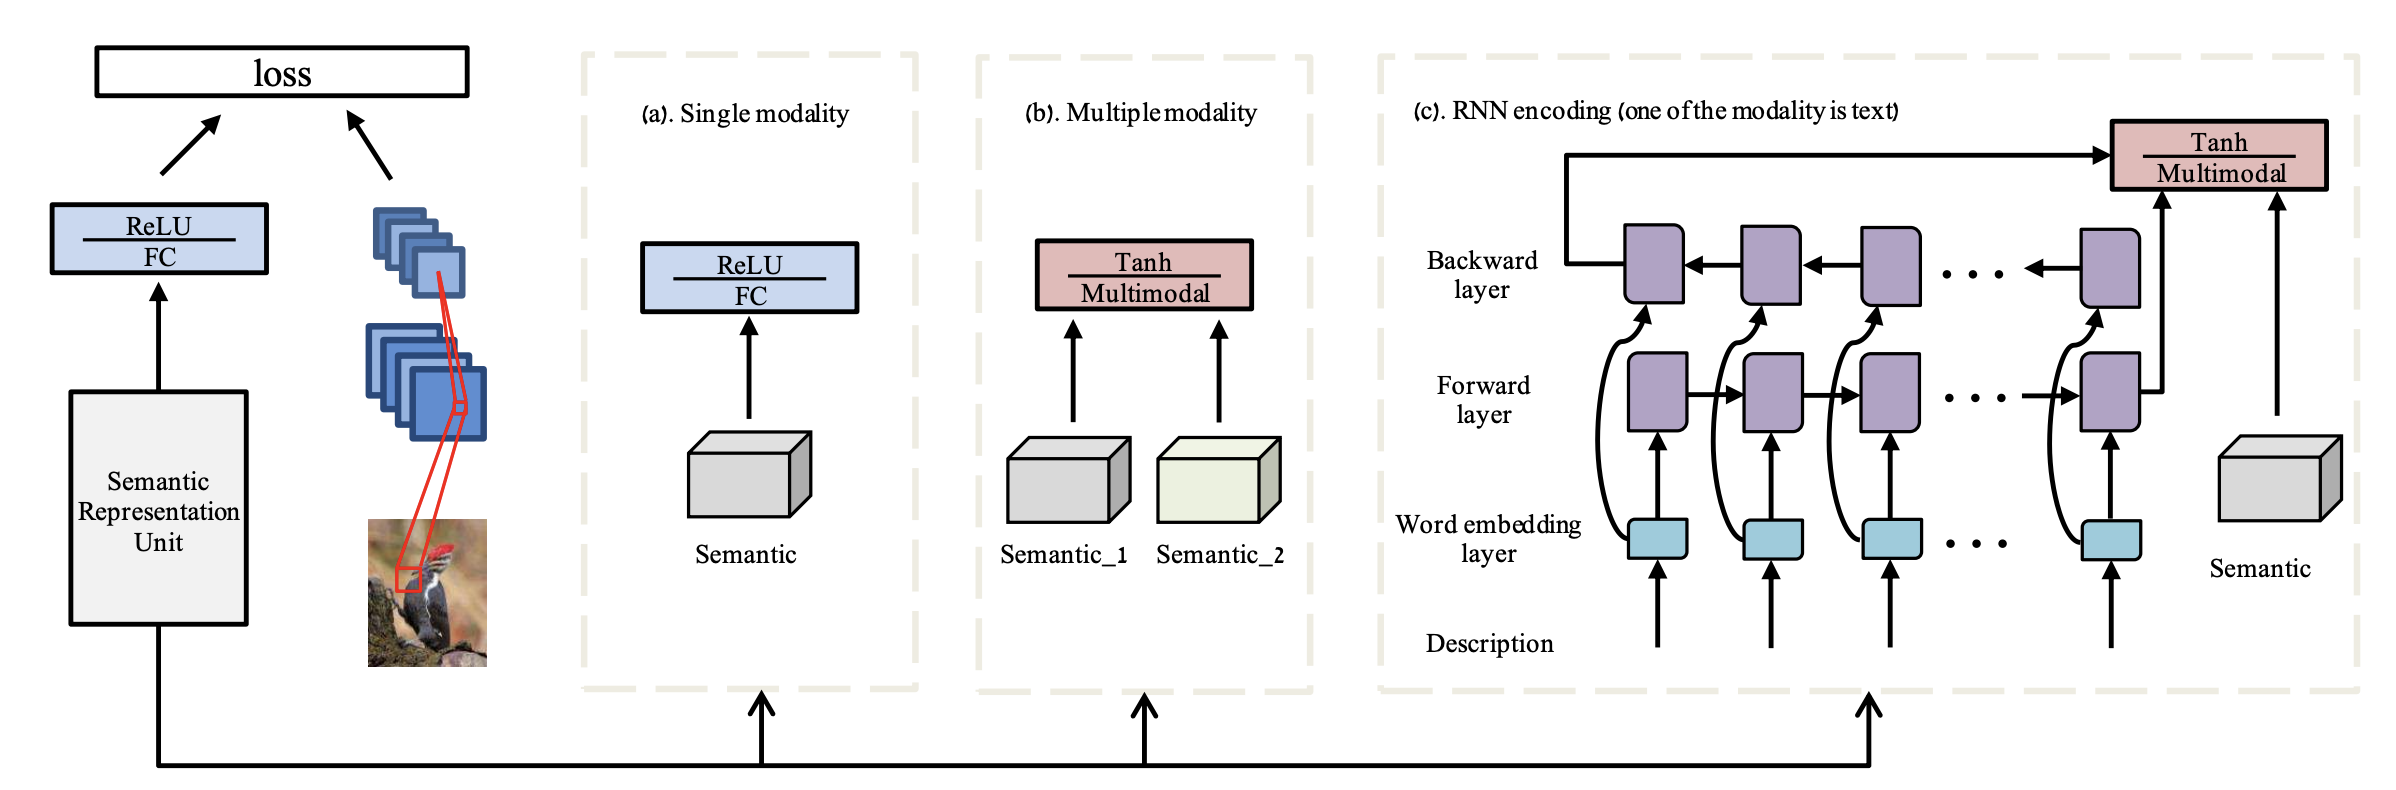 loss
ReLU
FC
Semantic
Representation
Unit
(a). Single modality
ReLU
FC
Semantic
(b). Multiple modality
Tanh
Multimodal
Semantic_1
Semantic_2
(c). RNN encoding (one of the modality is text)
Tanh
Multimodal
Backward
layer
Forward
layer
Word embedding
layer
Description
Semantic